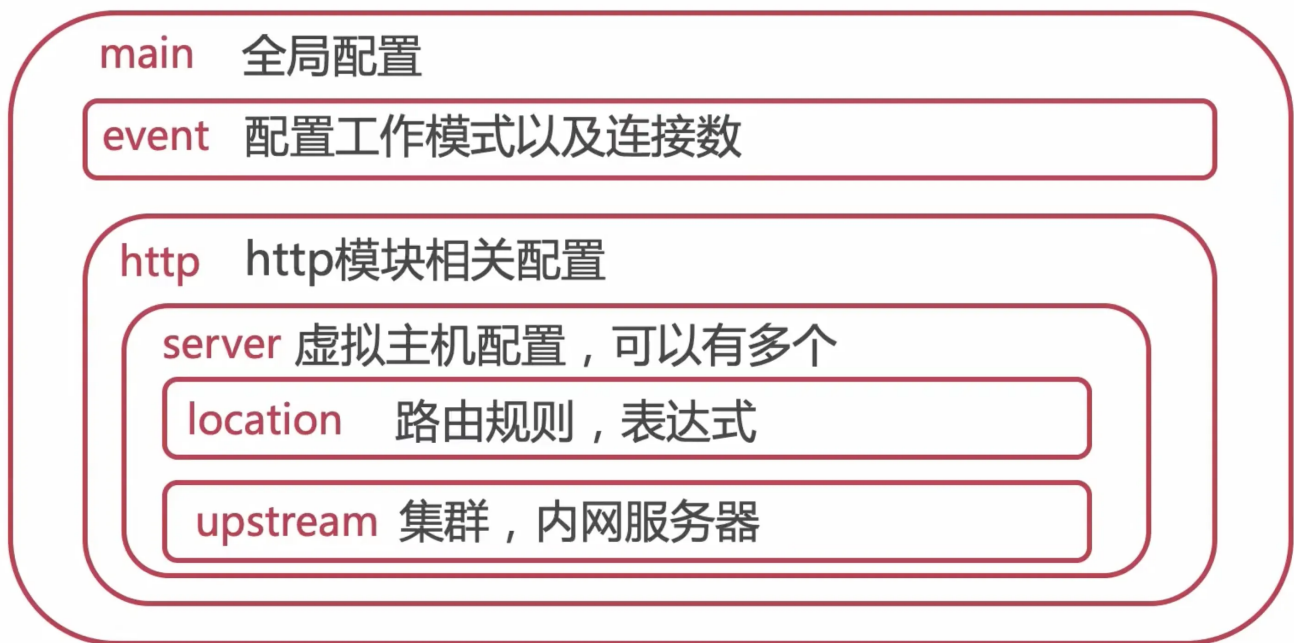 main 全局配置
event 配置工作模式以及连接数
http http模块相关配置
server 虚拟主机配置，可以有多个
location 路由规则，表达式
upstream 集群，内网服务器